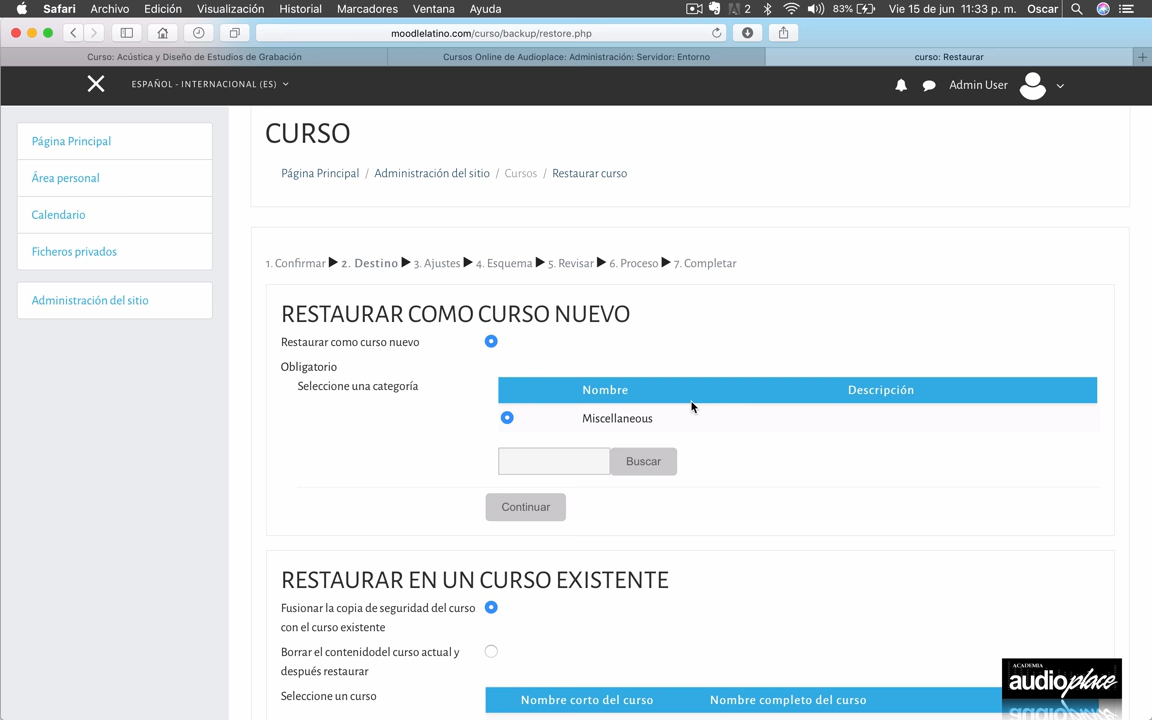 Safari Archivo Edición Visualización Historial Marcadores Ventana Ayuda 2 83% Vie 15 de jun 11:33 p. m. Oscar
moodlelatino.com/curso/backup/restore.php
Curso: Acústica y Diseño de Estudios de Grabación
Cursos Online de Audioplace: Administración: Servidor: Entorno
curso: Restaurar
ESPAÑOL - INTERNACIONAL (ES)
Admin User
Página Principal
Área personal
Calendario
Ficheros privados
Administración del sitio
CURSO
Página Principal / Administración del sitio / Cursos / Restaurar curso
1. Confirmar ▶ 2. Destino ▶ 3. Ajustes ▶ 4. Esquema ▶ 5. Revisar ▶ 6. Proceso ▶ 7. Completar
RESTAURAR COMO CURSO NUEVO
Restaurar como curso nuevo
Obligatorio
Seleccione una categoría
Nombre Descripción
Miscellaneous
Buscar
Continuar
RESTAURAR EN UN CURSO EXISTENTE
Fusionar la copia de seguridad del curso
con el curso existente
Borrar el contenidodel curso actual y
después restaurar
Seleccione un curso
Nombre corto del curso Nombre completo del curso
ACADEMIA
audioplace